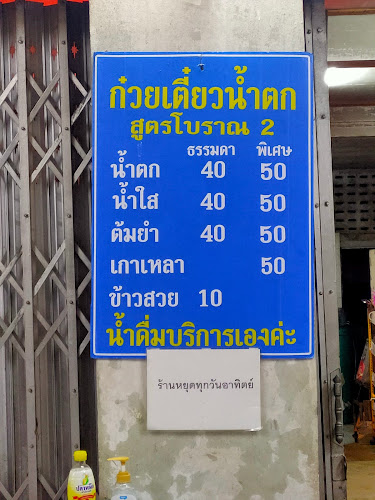 ก๋วยเตี๋ยวน้ำตก
สูตรโบราณ 2
ธรรมดา พิเศษ
น้ำตก 40 50
น้ำใส 40 50
ต้มยำ 40 50
เกาเหลา 50
ข้าวสวย 10
น้ำดื่มบริการเองค่ะ
ร้านหยุดทุกวันอาทิตย์